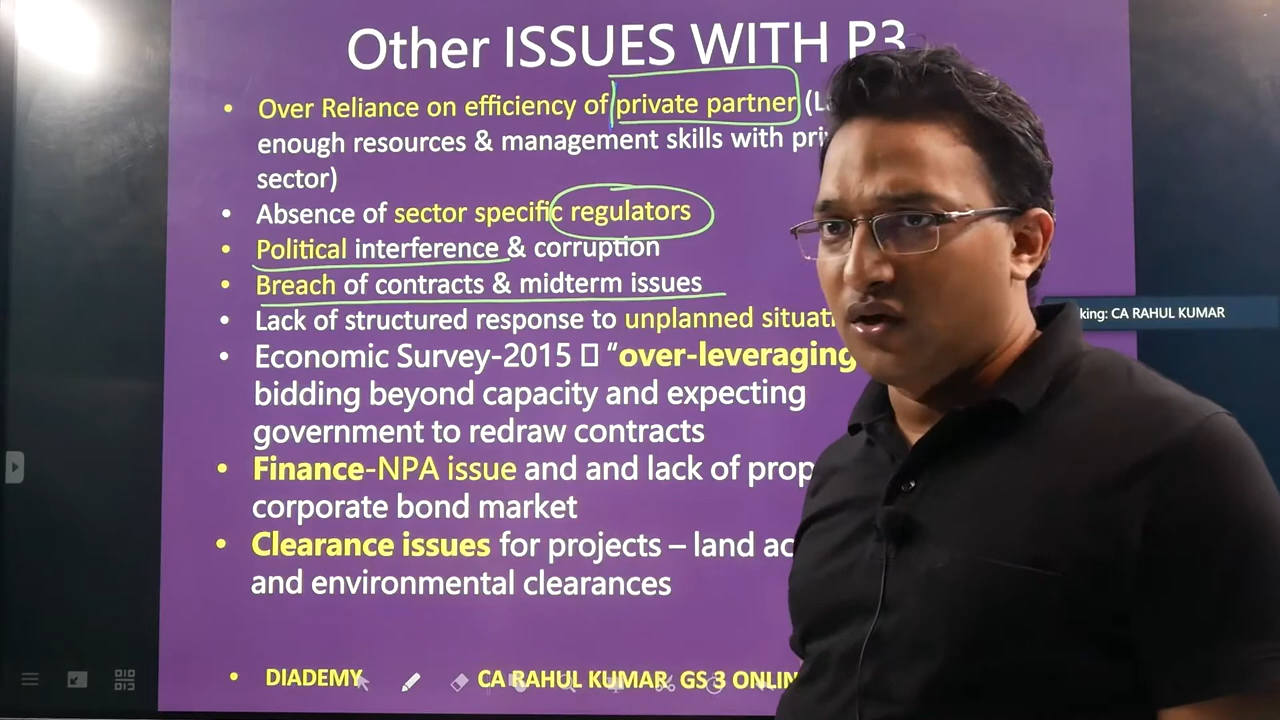 Other ISSUES WITH P3
• Over Reliance on efficiency of private partner (
enough resources & management skills with
sector)
• Absence of sector specific regulators
• Political interference & corruption
• Breach of contracts & midterm issues
• Lack of structured response to unplanned
• Economic Survey-2015 “over-leveraging
bidding beyond capacity and expecting
government to redraw contracts
• Finance-NPA issue and and lack of
corporate bond market
• Clearance issues for projects – land
and environmental clearances
• DIADEMY CA RAHUL KUMAR GS 3
king: CA RAHUL KUMAR